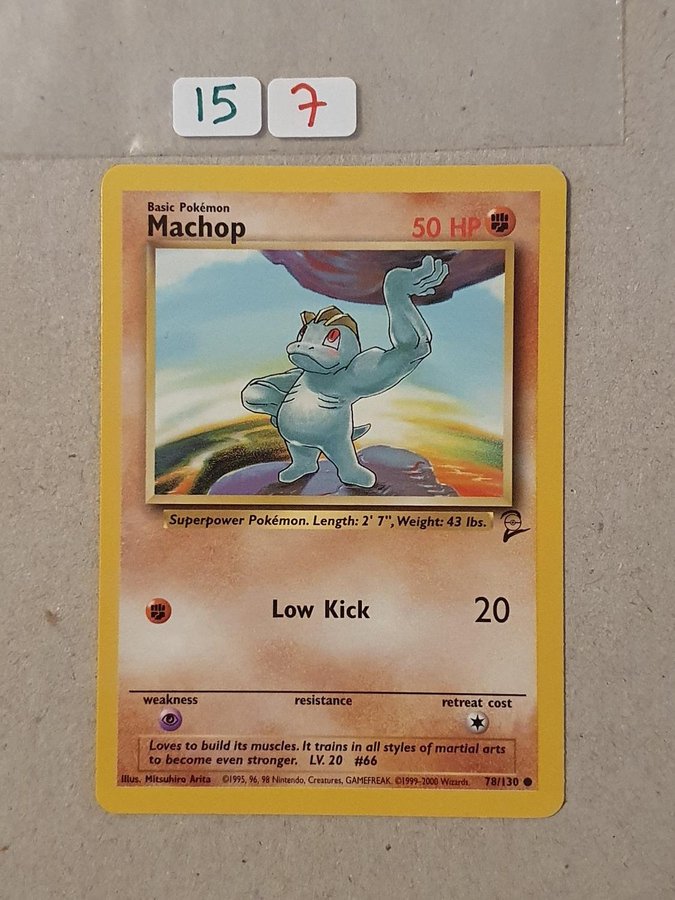 15 7
Basic Pokémon
Machop 50 HP
Superpower Pokémon. Length: 2' 7", Weight: 43 lbs.
Low Kick 20
weakness resistance retreat cost
Loves to build its muscles. It trains in all styles of martial arts
to become even stronger. LV. 20 #66
Illus. Mitsuhiro Arita ©1995, 96, 98 Nintendo, Creatures, GAMEFREAK. ©1999-2000 Wizards. 78/130